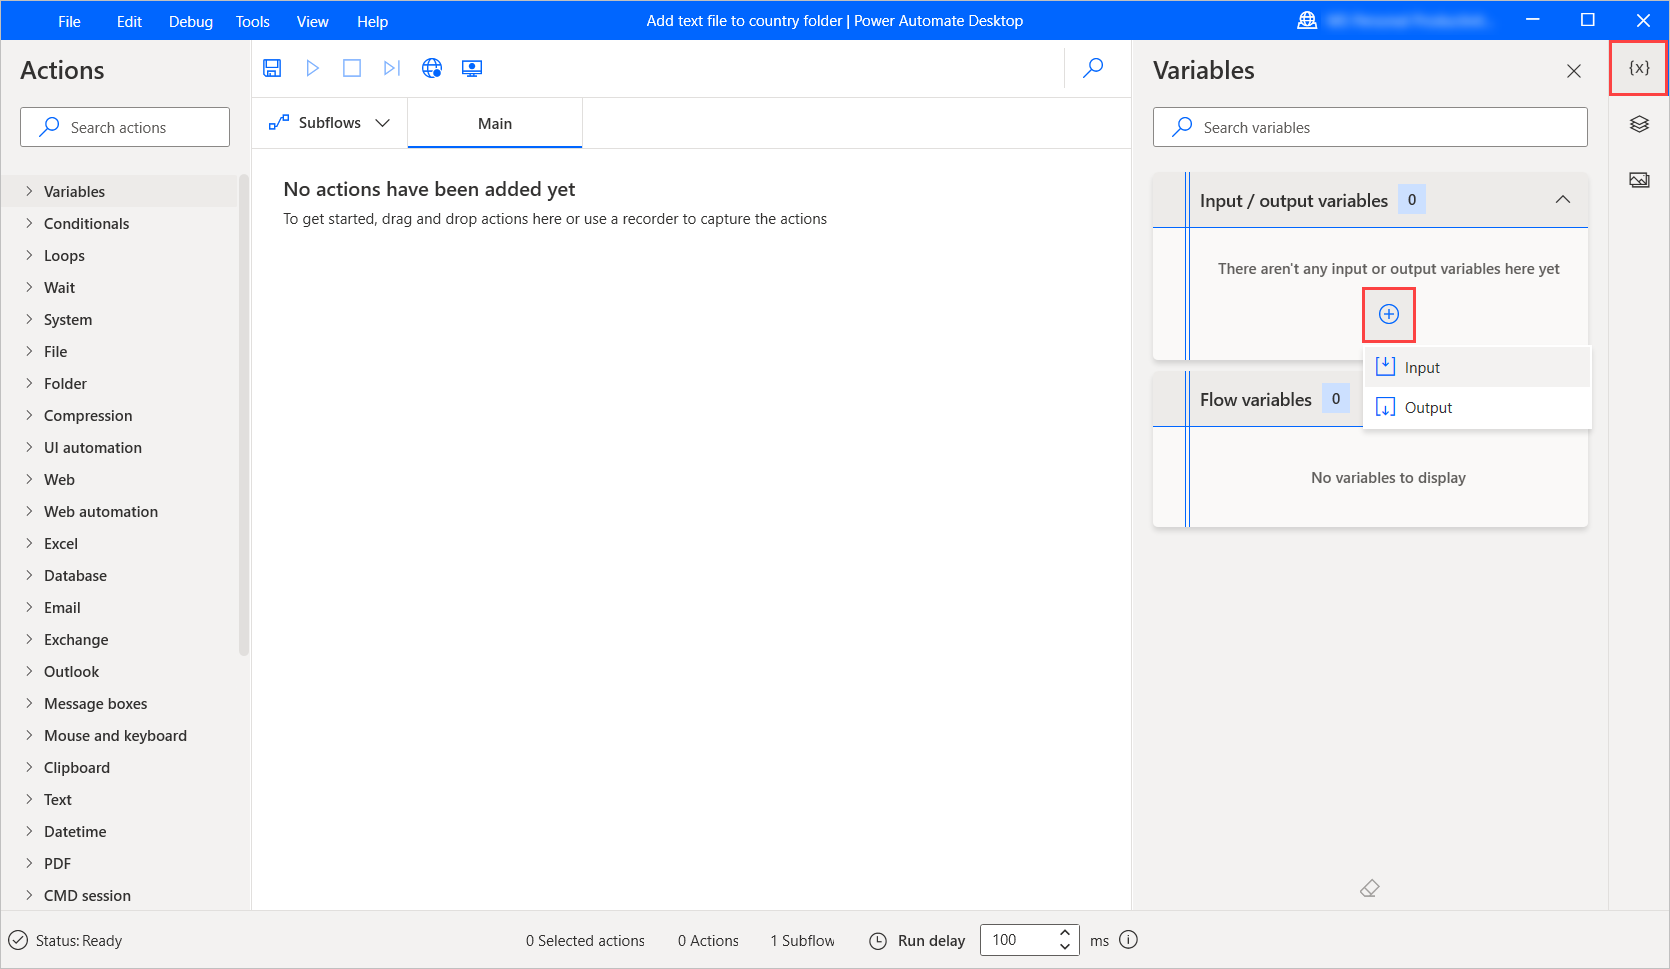 File Edit Debug Tools View Help
Add text file to country folder | Power Automate Desktop
Actions
Search actions
Variables
Conditionals
Loops
Wait
System
File
Folder
Compression
UI automation
Web
Web automation
Excel
Database
Email
Exchange
Outlook
Message boxes
Mouse and keyboard
Clipboard
Text
Datetime
PDF
CMD session
Subflows
Main
No actions have been added yet
To get started, drag and drop actions here or use a recorder to capture the actions
Variables
{x}
Search variables
Input / output variables 0
There aren't any input or output variables here yet
Input
Output
Flow variables 0
No variables to display
Status: Ready
0 Selected actions
0 Actions
1 Subflow
Run delay
100
ms